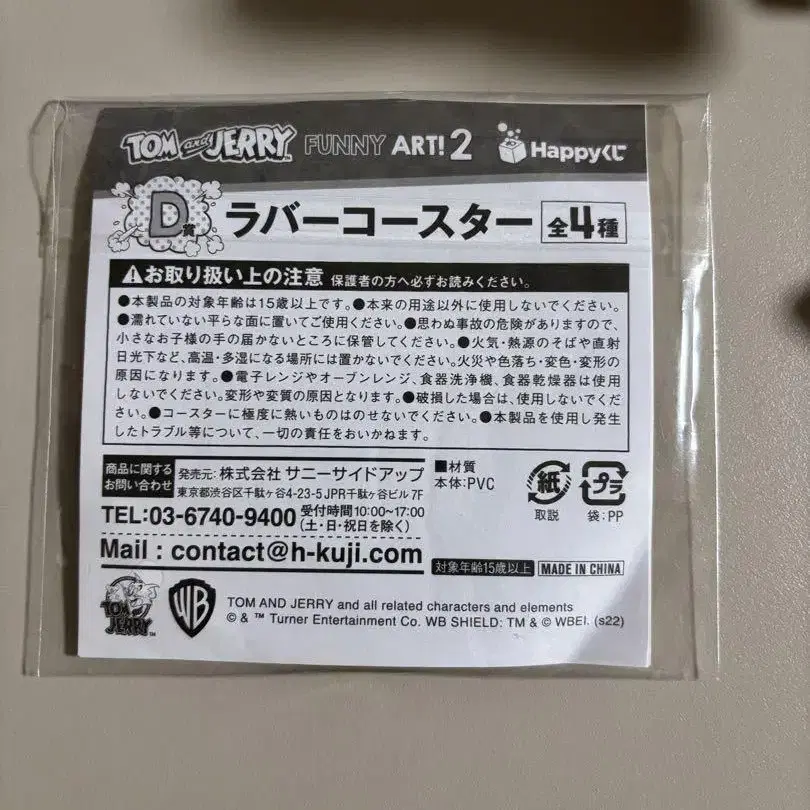 TOM and JERRY FUNNY ART! 2 Happyくじ
D賞 ラバーコースター 全4種
お取り扱い上の注意 保護者の方へ必ずお読みください。
●本製品の対象年齢は15歳以上です。●本来の用途以外に使用しないでください。
●濡れていない平らな面に置いてご使用ください。●思わぬ事故の危険がありますので、
小さなお子様の手の届かないところに保管してください。●火気・熱源のそばや直射
日光下など、高温・多湿になる場所には置かないでください。火災や色落ち・変色・変形の
原因になります。●電子レンジやオーブンレンジ、食器洗浄機、食器乾燥器は使用
しないでください。変形や変質の原因となります。●破損した場合は、使用しないでくだ
さい。●コースターに極度に熱いものはのせないでください。●本製品を使用し発生
したトラブル等について、一切の責任をおいかねます。
商品に関する
お問い合わせ
発売元：株式会社 サニーサイドアップ
東京都渋谷区千駄ヶ谷4-23-5 JPR千駄ヶ谷ビル 7F
TEL:03-6740-9400 受付時間10:00~17:00
(土・日・祝日を除く)
Mail : contact@h-kuji.com
■材質
本体:PVC
紙
取説
プラ
袋:PP
対象年齢15歳以上 MADE IN CHINA
TOM and JERRY
WB
TOM AND JERRY and all related characters and elements
© & ™ Turner Entertainment Co. WB SHIELD: TM & © WBEI. (s22)